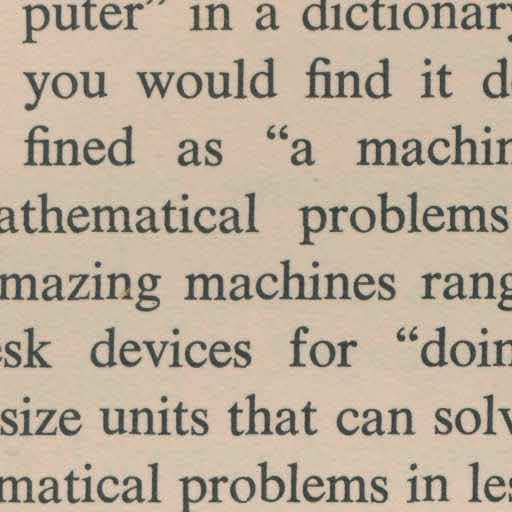 puter” in a dictionary
you would find it de
fined as “a machin
athematical problems
mazing machines rang
esk devices for “doin
size units that can solv
matical problems in les